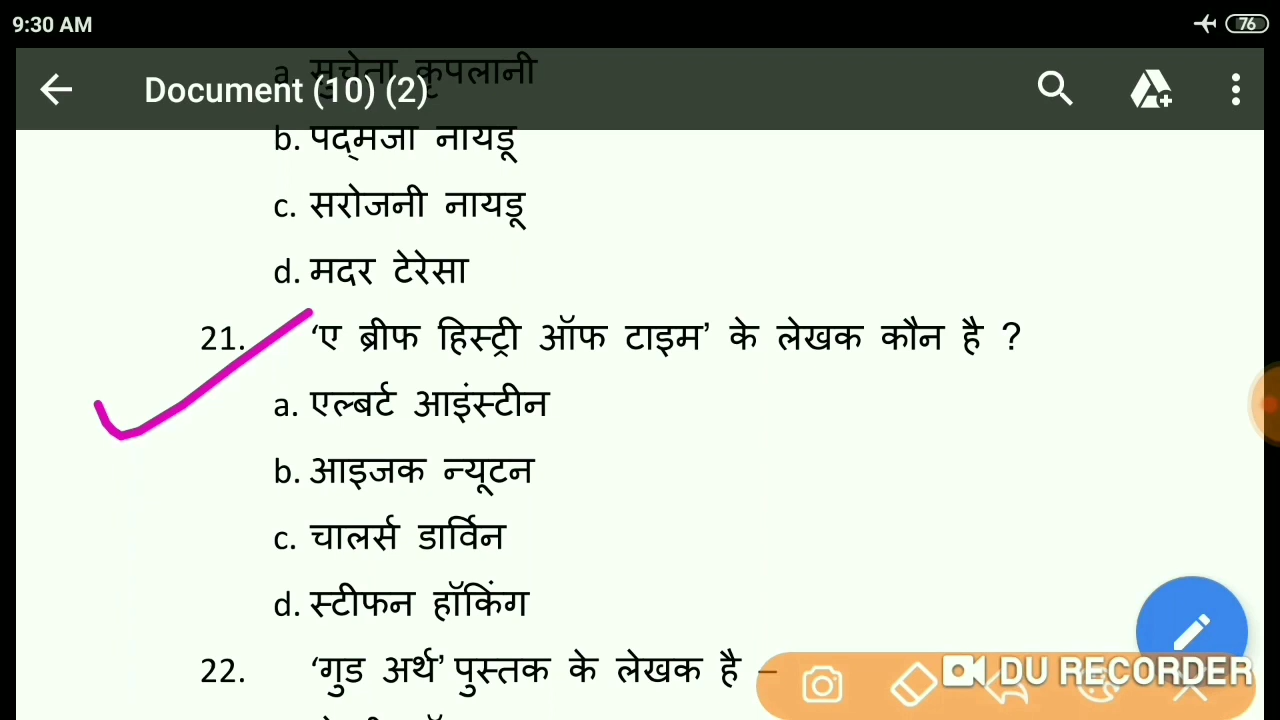 9:30 AM
76
a. सुचेता कृपलानी
Document (10) (2)
b. पद्मजा नायडू
c. सरोजनी नायडू
d. मदर टेरेसा
21. ‘ए ब्रीफ हिस्ट्री ऑफ टाइम’ के लेखक कौन है ?
a. एल्बर्ट आइंस्टीन
b. आइजक न्यूटन
c. चालर्स डार्विन
d. स्टीफन हॉकिंग
22. ‘गुड अर्थ’ पुस्तक के लेखक है –
DU RECORDER